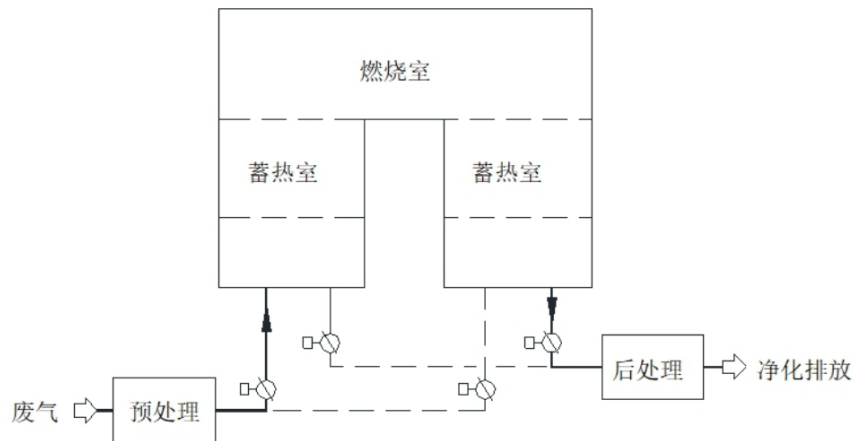 燃烧室
蓄热室
蓄热室
后处理
净化排放
废气
预处理